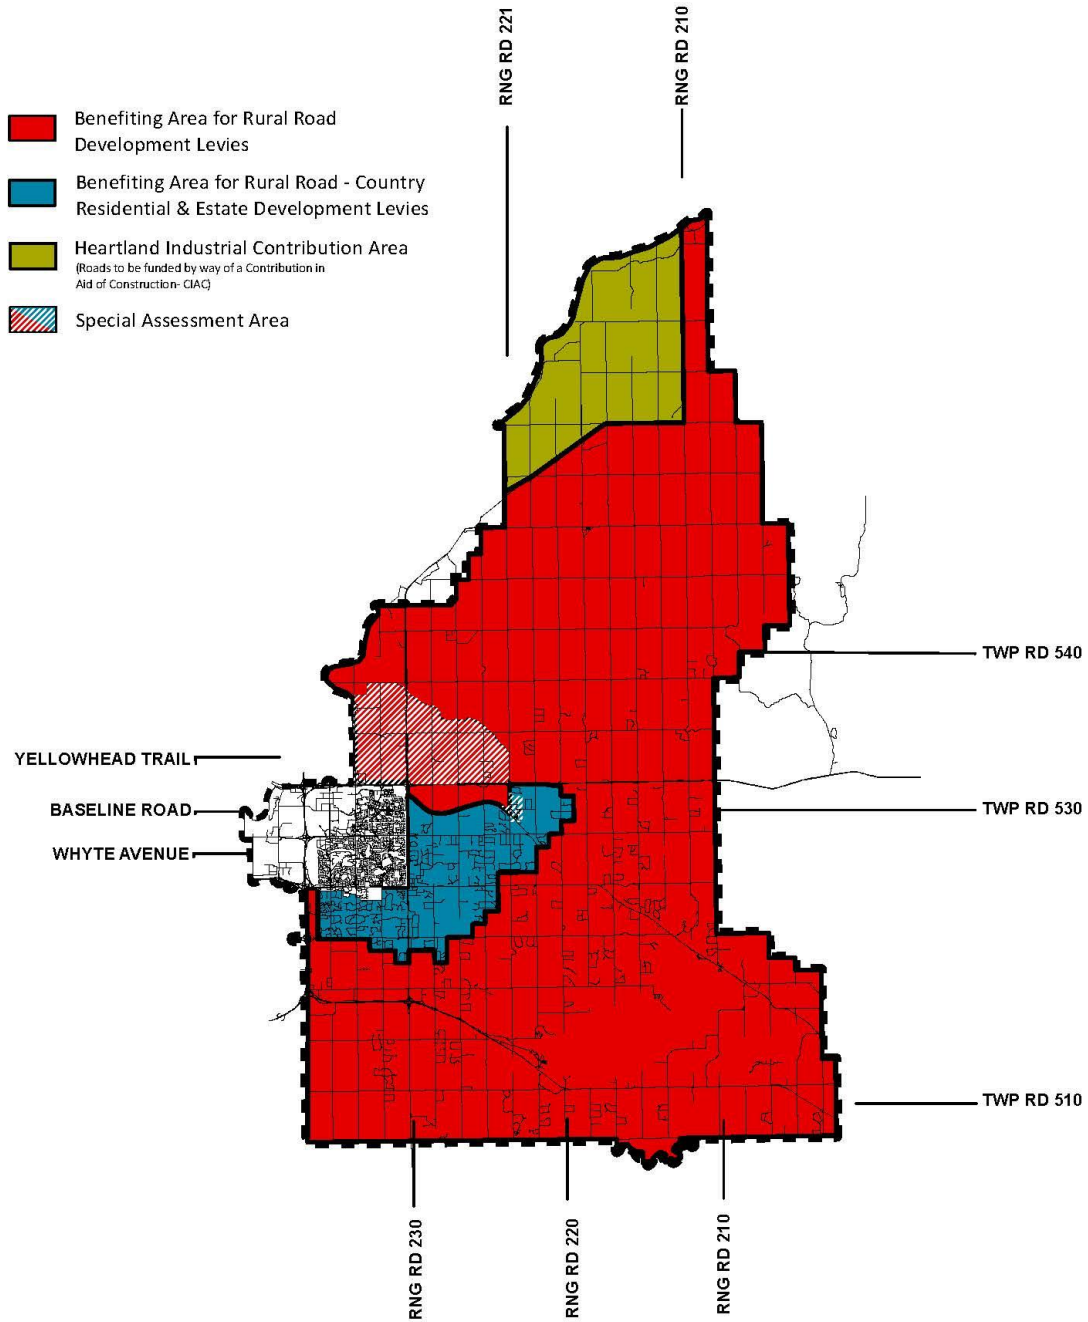 RNG RD 221
RNG RD 210
Benefiting Area for Rural Road
Development Levies
Benefiting Area for Rural Road - Country
Residential & Estate Development Levies
Heartland Industrial Contribution Area
(Roads to be funded by way of a Contribution in
Aid of Construction- CIAC)
Special Assessment Area
TWP RD 540
YELLOWHEAD TRAIL
BASELINE ROAD
TWP RD 530
WHYTE AVENUE
TWP RD 510
RNG RD 230
RNG RD 220
RNG RD 210